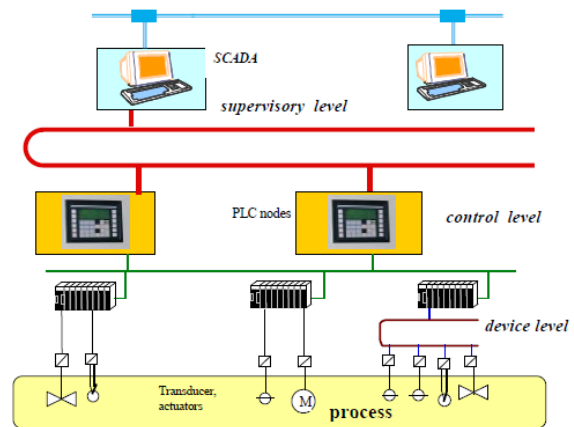 SCADA
supervisory level
PLC nodes
control level
device level
Transducer,
actuators
M
process